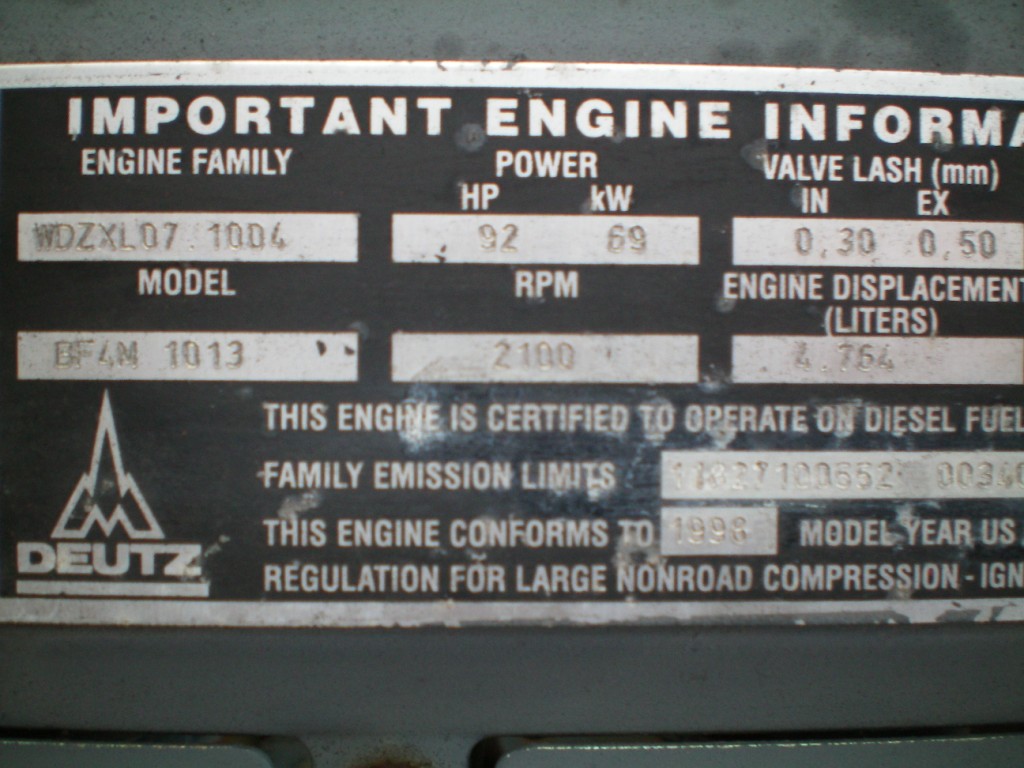 IMPORTANT ENGINE INFORMA
ENGINE FAMILY POWER VALVE LASH (mm)
HP kW IN EX
WDZXL07.1004 92 69 0,30 0,50
MODEL RPM ENGINE DISPLACEMENT
(LITERS)
BF4M 1013 2100 4.764
THIS ENGINE IS CERTIFIED TO OPERATE ON DIESEL FUEL
FAMILY EMISSION LIMITS
THIS ENGINE CONFORMS TO 1998 MODEL YEAR US
DEUTZ
REGULATION FOR LARGE NONROAD COMPRESSION - IGN